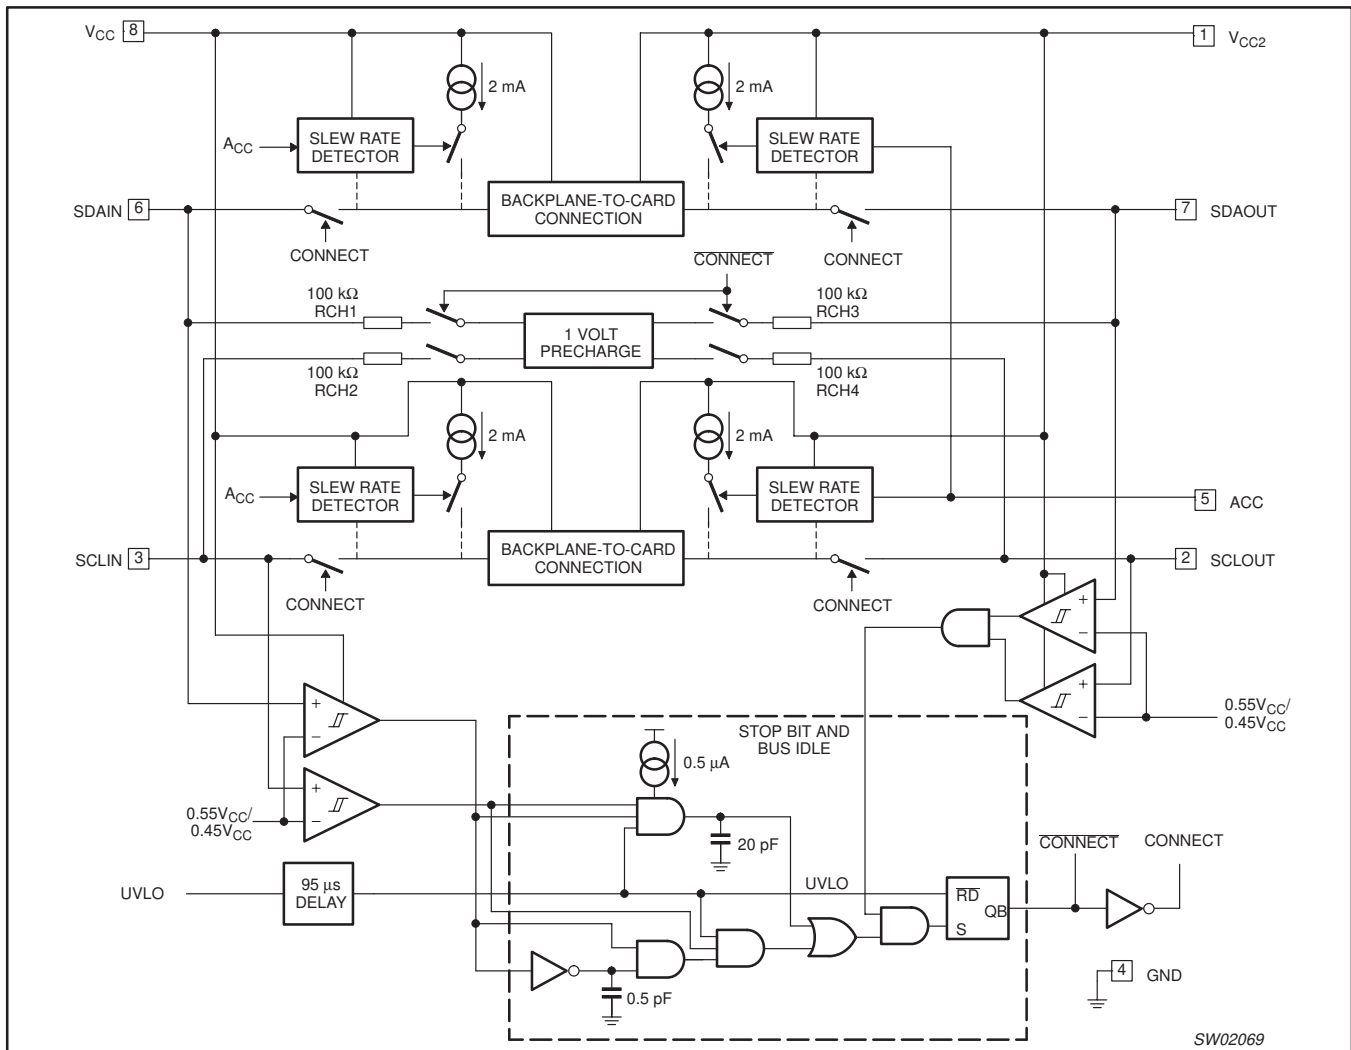 VCC 8
1 VCC2
2 mA
2 mA
ACC
SLEW RATE
DETECTOR
SLEW RATE
DETECTOR
SDAIN 6
BACKPLANE-TO-CARD
CONNECTION
7 SDAOUT
CONNECT
CONNECT
CONNECT
100 kΩ
RCH1
1 VOLT
PRECHARGE
100 kΩ
RCH3
100 kΩ
RCH2
100 kΩ
RCH4
2 mA
2 mA
ACC
SLEW RATE
DETECTOR
SLEW RATE
DETECTOR
5 ACC
SCLIN 3
BACKPLANE-TO-CARD
CONNECTION
2 SCLOUT
CONNECT
CONNECT
+
−
+
−
0.55VCC/
0.45VCC
+
−
+
−
0.55VCC/
0.45VCC
STOP BIT AND
BUS IDLE
0.5 μA
20 pF
UVLO
95 μs
DELAY
UVLO
RD
QB
S
CONNECT
CONNECT
0.5 pF
4 GND
SW02069